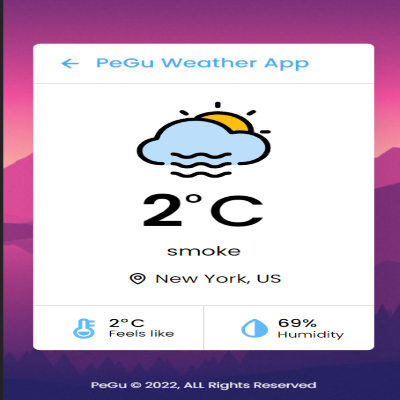 PeGu Weather App
2°C
smoke
New York, US
2°C
Feels like
69%
Humidity
PeGu © 2022, ALL Rights Reserved